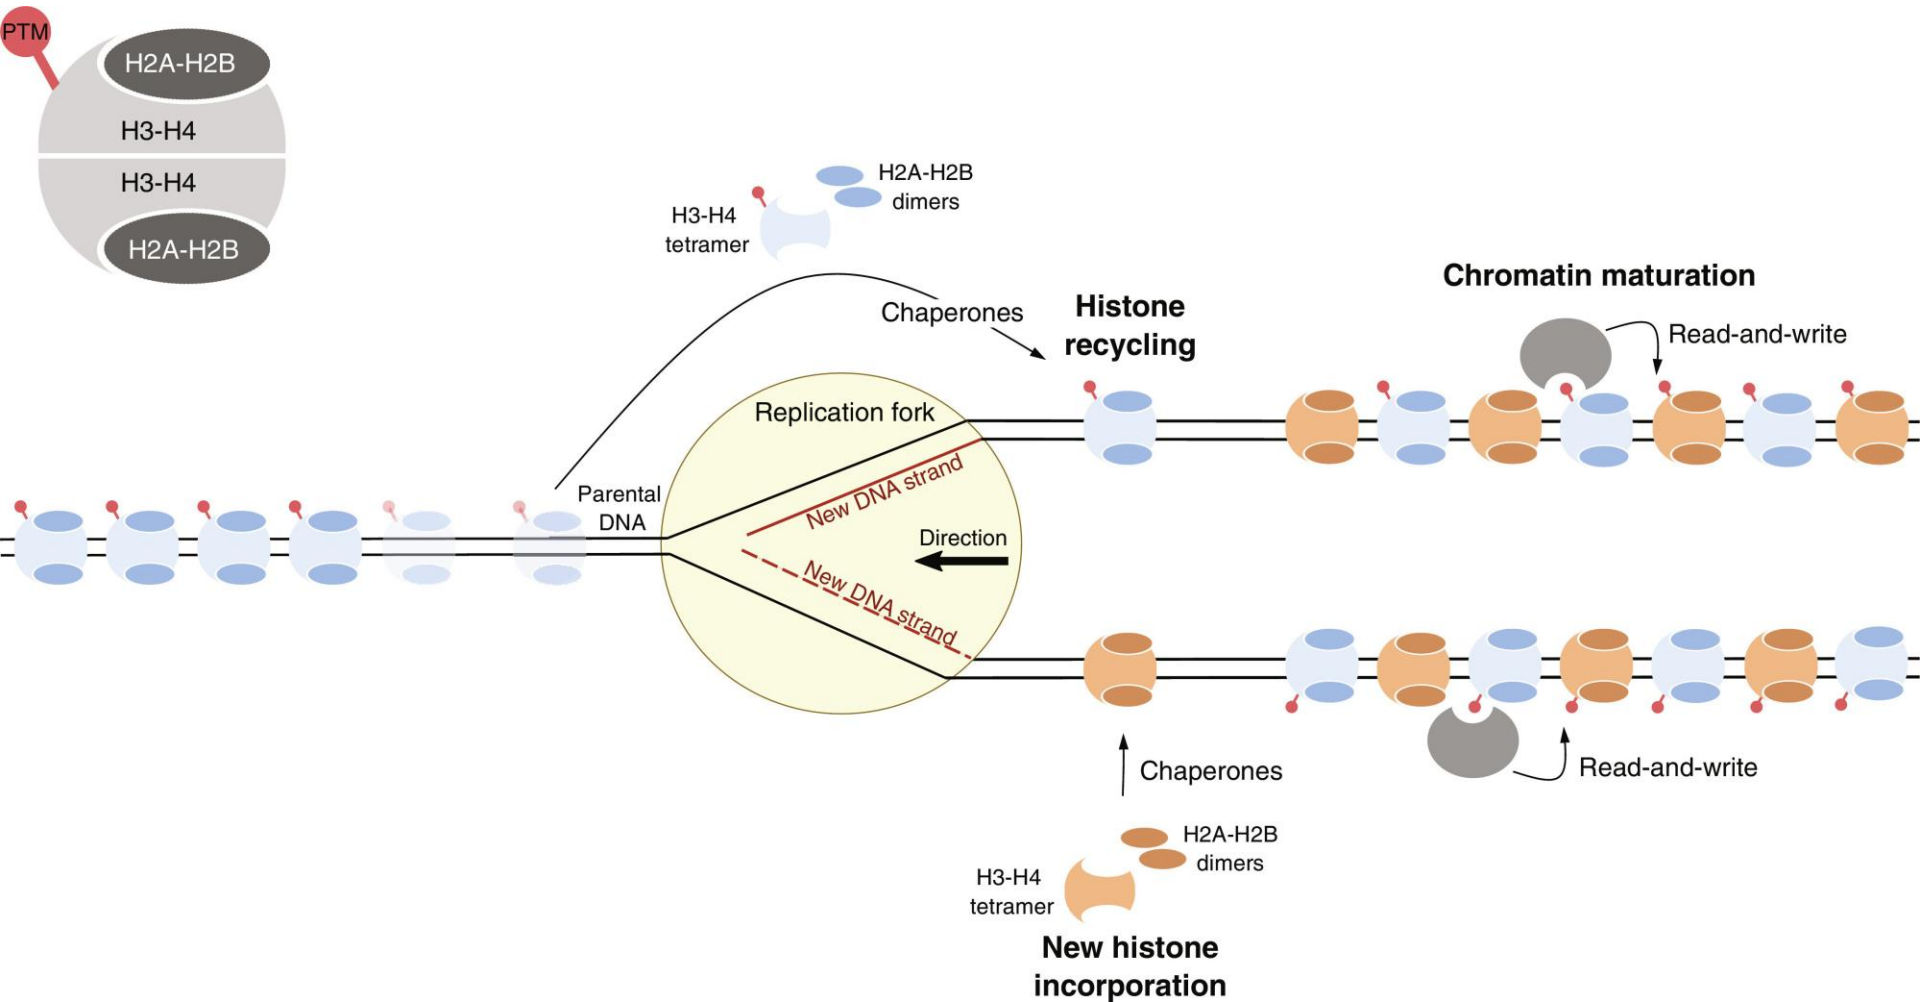 PTM
H2A-H2B
H3-H4
H3-H4
H2A-H2B
H2A-H2B
dimers
H3-H4
tetramer
Chaperones
Histone
recycling
Chromatin maturation
Read-and-write
Replication fork
New DNA strand
Parental
DNA
Direction
New DNA strand
Chaperones
Read-and-write
H2A-H2B
dimers
H3-H4
tetramer
New histone
incorporation